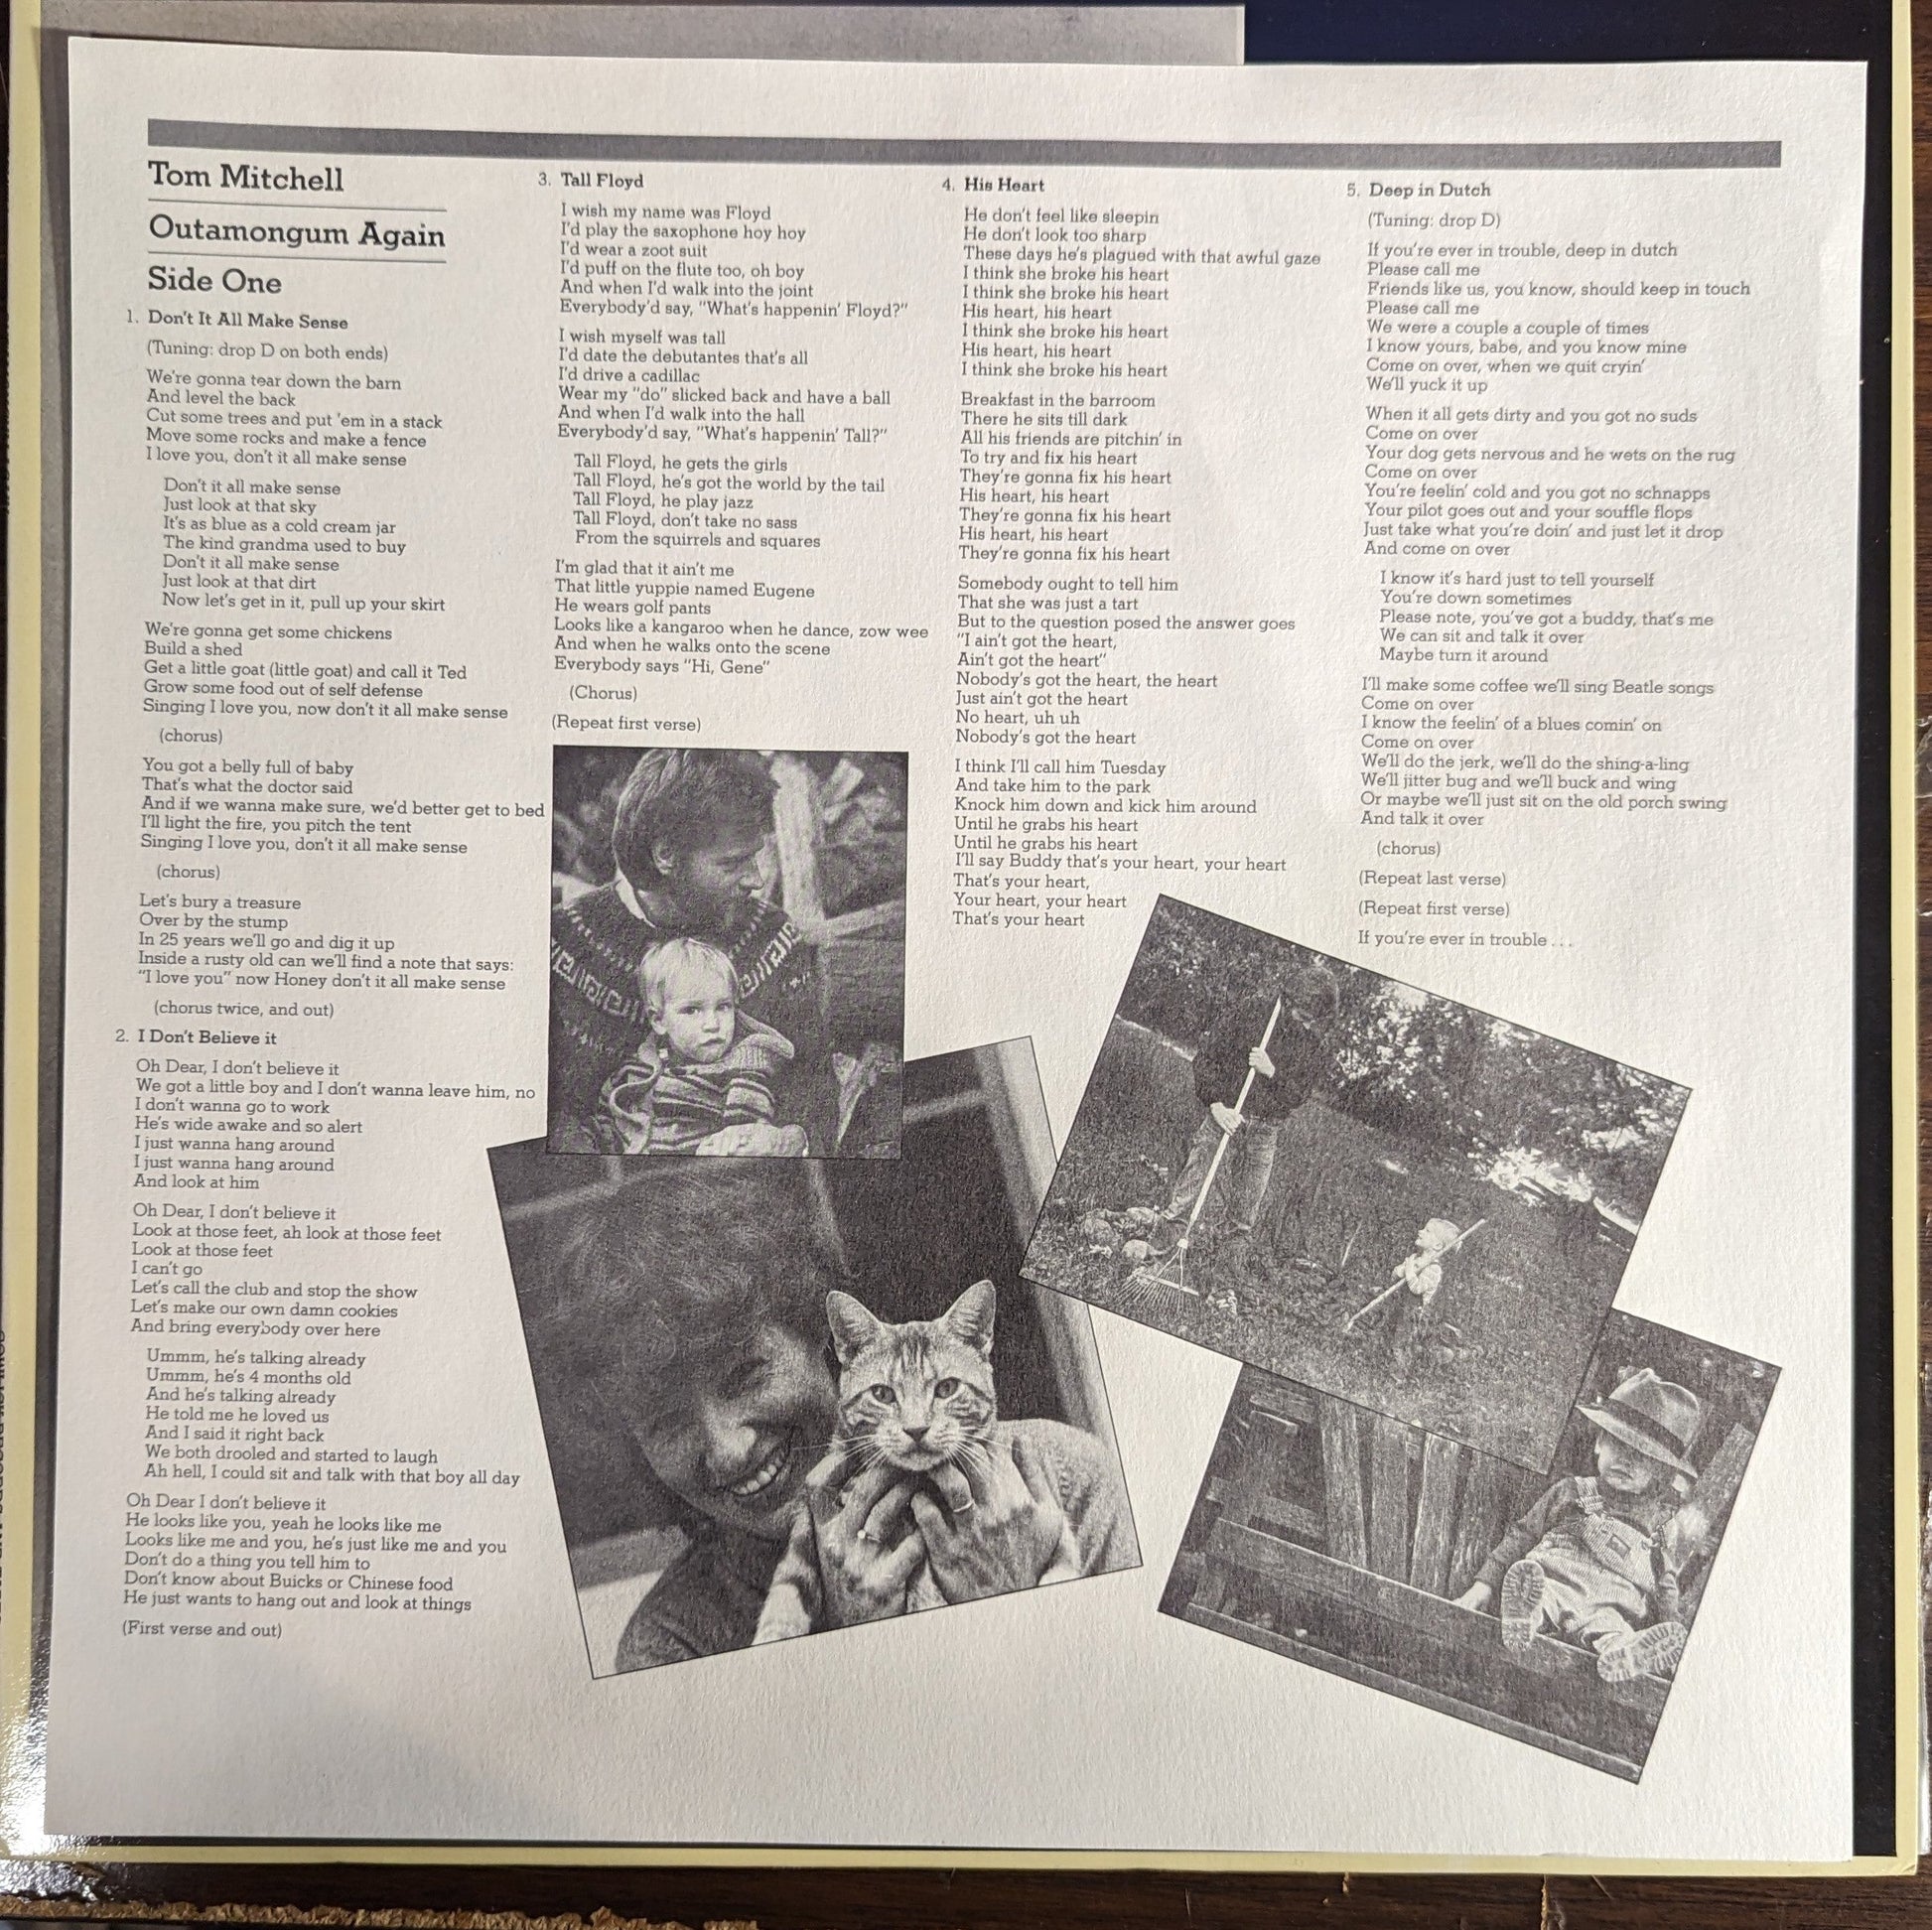 Tom Mitchell
Outamongum Again
Side One
1. Don't It All Make Sense
(Tuning: drop D on both ends)
We're gonna tear down the barn
And level the back
Cut some trees and put 'em in a stack
Move some rocks and make a fence
I love you, don't it all make sense
Don't it all make sense
Just look at that sky
It's as blue as a cold cream jar
The kind grandma used to buy
Don't it all make sense
Just look at that dirt
Now let's get in it, pull up your skirt
We're gonna get some chickens
Build a shed
Get a little goat (little goat) and call it Ted
Grow some food out of self defense
Singing I love you, now don't it all make sense
(chorus)
You got a belly full of baby
That's what the doctor said
And if we wanna make sure, we'd better get to bed
I'll light the fire, you pitch the tent
Singing I love you, don't it all make sense
(chorus)
Let's bury a treasure
Over by the stump
In 25 years we'll go and dig it up
Inside a rusty old can we'll find a note that says:
"I love you" now Honey don't it all make sense
(chorus twice, and out)
2. I Don't Believe it
Oh Dear, I don't believe it
We got a little boy and I don't wanna leave him, no
I don't wanna go to work
He's wide awake and so alert
I just wanna hang around
I just wanna hang around
And look at him
Oh Dear, I don't believe it
Look at those feet, ah look at those feet
Look at those feet
I can't go
Let's call the club and stop the show
Let's make our own damn cookies
And bring everybody over here
Ummm, he's talking already
Ummm, he's 4 months old
And he's talking already
He told me he loved us
And I said it right back
We both drooled and started to laugh
Ah hell, I could sit and talk with that boy all day
Oh Dear I don't believe it
He looks like you, yeah he looks like me
Looks like me and you, he's just like me and you
Don't do a thing you tell him to
Don't know about Buicks or Chinese food
He just wants to hang out and look at things
(First verse and out)
3. Tall Floyd
I wish my name was Floyd
I'd play the saxophone hoy hoy
I'd wear a zoot suit
I'd puff on the flute too, oh boy
And when I'd walk into the joint
Everybody'd say, "What's happenin' Floyd?"
I wish myself was tall
I'd date the debutantes that's all
I'd drive a cadillac
Wear my "do" slicked back and have a ball
And when I'd walk into the hall
Everybody'd say, "What's happenin' Tall?"
Tall Floyd, he gets the girls
Tall Floyd, he's got the world by the tail
Tall Floyd, he play jazz
Tall Floyd, don't take no sass
From the squirrels and squares
I'm glad that it ain't me
That little yuppie named Eugene
He wears golf pants
Looks like a kangaroo when he dance, zow wee
And when he walks onto the scene
Everybody says "Hi, Gene"
(Chorus)
(Repeat first verse)
4. His Heart
He don't feel like sleepin
He don't look too sharp
These days he's plagued with that awful gaze
I think she broke his heart
I think she broke his heart
His heart, his heart
I think she broke his heart
His heart, his heart
I think she broke his heart
Breakfast in the barroom
There he sits till dark
All his friends are pitchin' in
To try and fix his heart
They're gonna fix his heart
His heart, his heart
They're gonna fix his heart
His heart, his heart
They're gonna fix his heart
Somebody ought to tell him
That she was just a tart
But to the question posed the answer goes
"I ain't got the heart,
Ain't got the heart"
Nobody's got the heart, the heart
Just ain't got the heart
No heart, uh uh
Nobody's got the heart
I think I'll call him Tuesday
And take him to the park
Knock him down and kick him around
Until he grabs his heart
Until he grabs his heart
I'll say Buddy that's your heart, your heart
That's your heart,
Your heart, your heart
That's your heart
5. Deep in Dutch
(Tuning: drop D)
If you're ever in trouble, deep in dutch
Please call me
Friends like us, you know, should keep in touch
Please call me
We were a couple a couple of times
I know yours, babe, and you know mine
Come on over, when we quit cryin'
We'll yuck it up
When it all gets dirty and you got no suds
Come on over
Your dog gets nervous and he wets on the rug
Come on over
You're feelin' cold and you got no schnapps
Your pilot goes out and your souffle flops
Just take what you're doin' and just let it drop
And come on over
I know it's hard just to tell yourself
You're down sometimes
Please note, you've got a buddy, that's me
We can sit and talk it over
Maybe turn it around
I'll make some coffee we'll sing Beatle songs
Come on over
I know the feelin' of a blues comin' on
Come on over
We'll do the jerk, we'll do the shing-a-ling
We'll jitter bug and we'll buck and wing
Or maybe we'll just sit on the old porch swing
And talk it over
(chorus)
(Repeat last verse)
(Repeat first verse)
If you're ever in trouble . . .